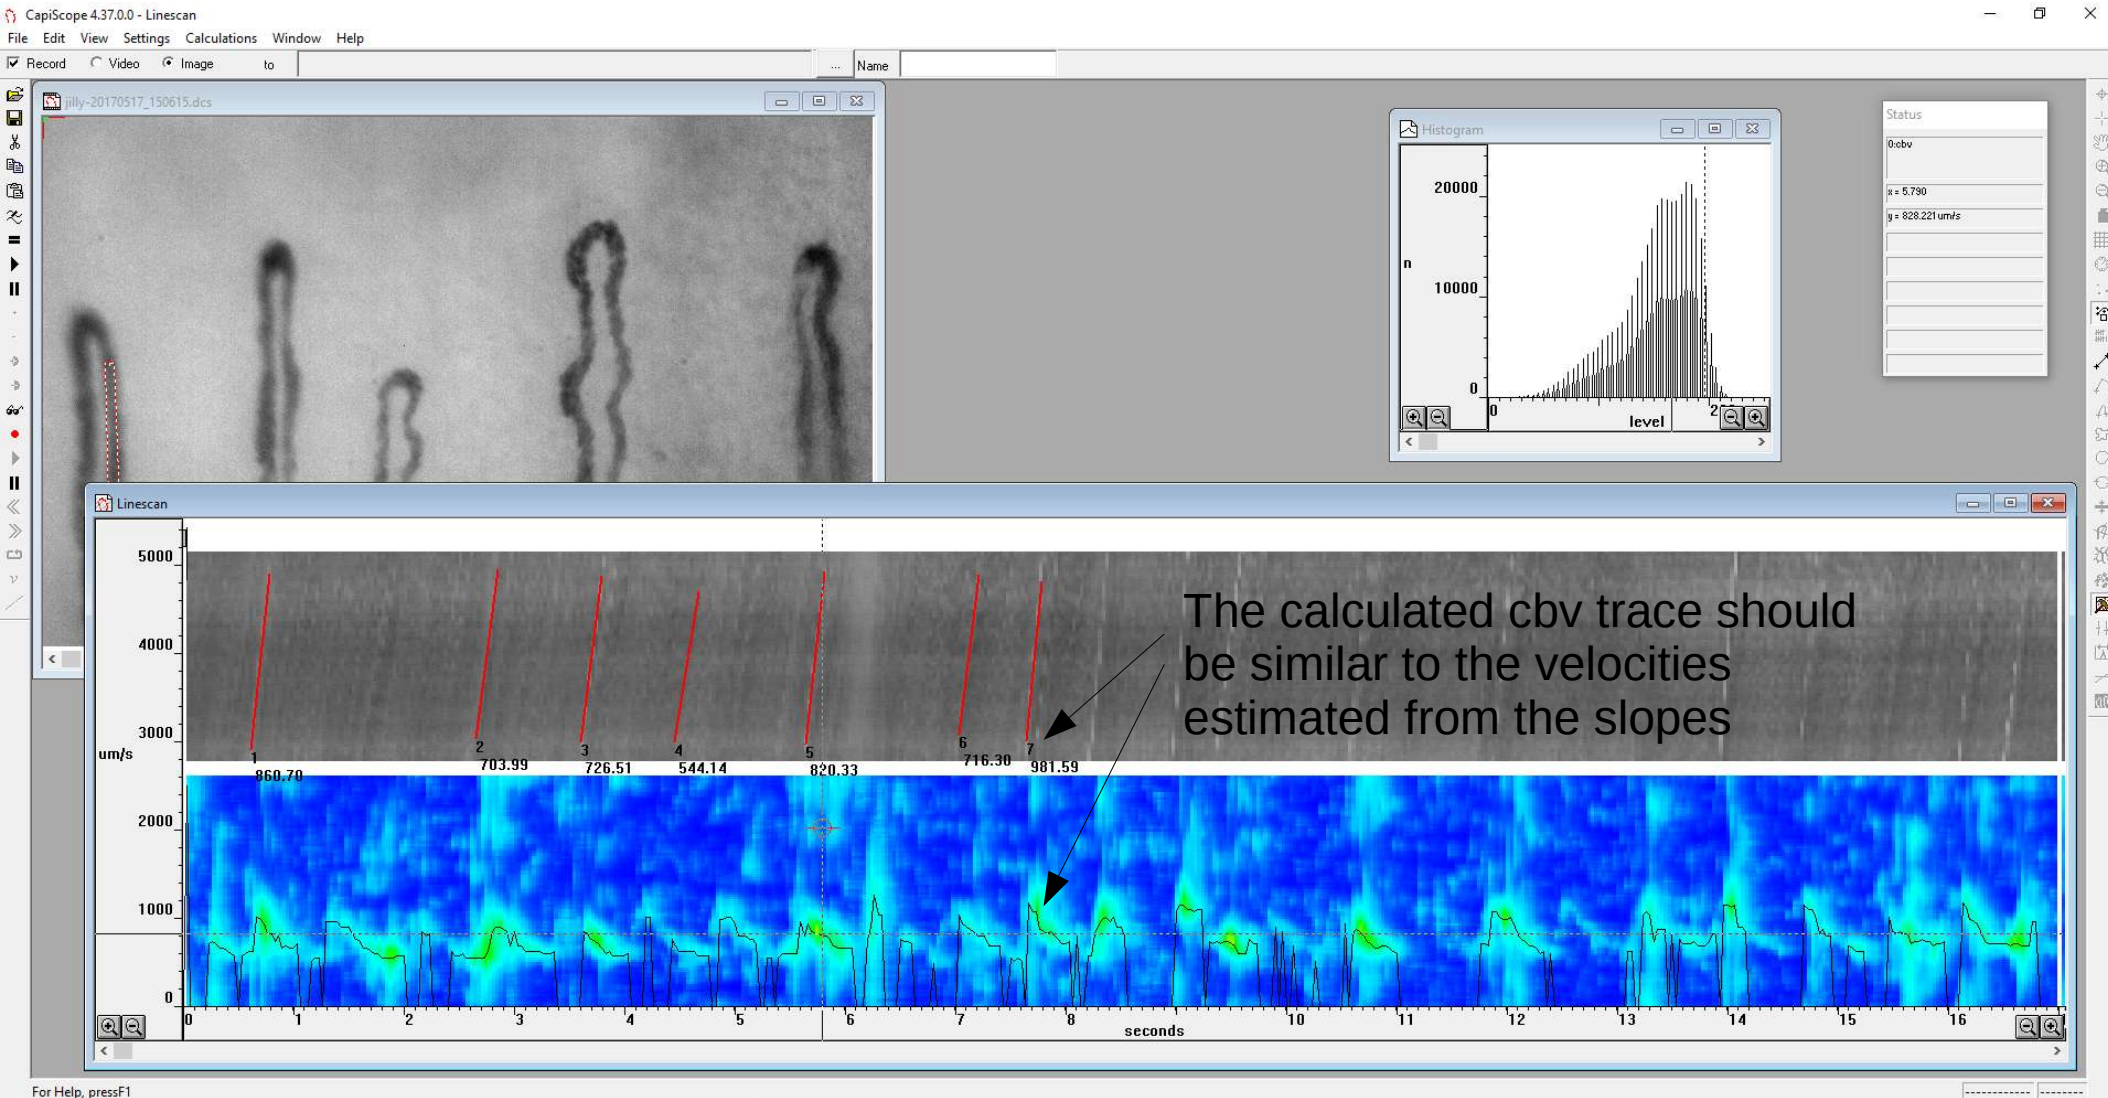 CapiScope 4.37.0.0 - Linescan
File Edit View Settings Calculations Window Help
Record Video Image to ... Name
jilly-20170517_150615.dcs
Histogram
20000
n
10000
0
0
level
Status
0:cbv
x = 5.790
y = 828.221 um/s
Linescan
5000
4000
3000
um/s
2000
1000
0
The calculated cbv trace should
be similar to the velocities
estimated from the slopes
1 2 3 4 5 6 7
860.70 703.99 726.51 544.14 820.33 716.30 981.59
0 1 2 3 4 5 6 7 8 10 11 12 13 14 15 16
seconds
For Help, pressF1